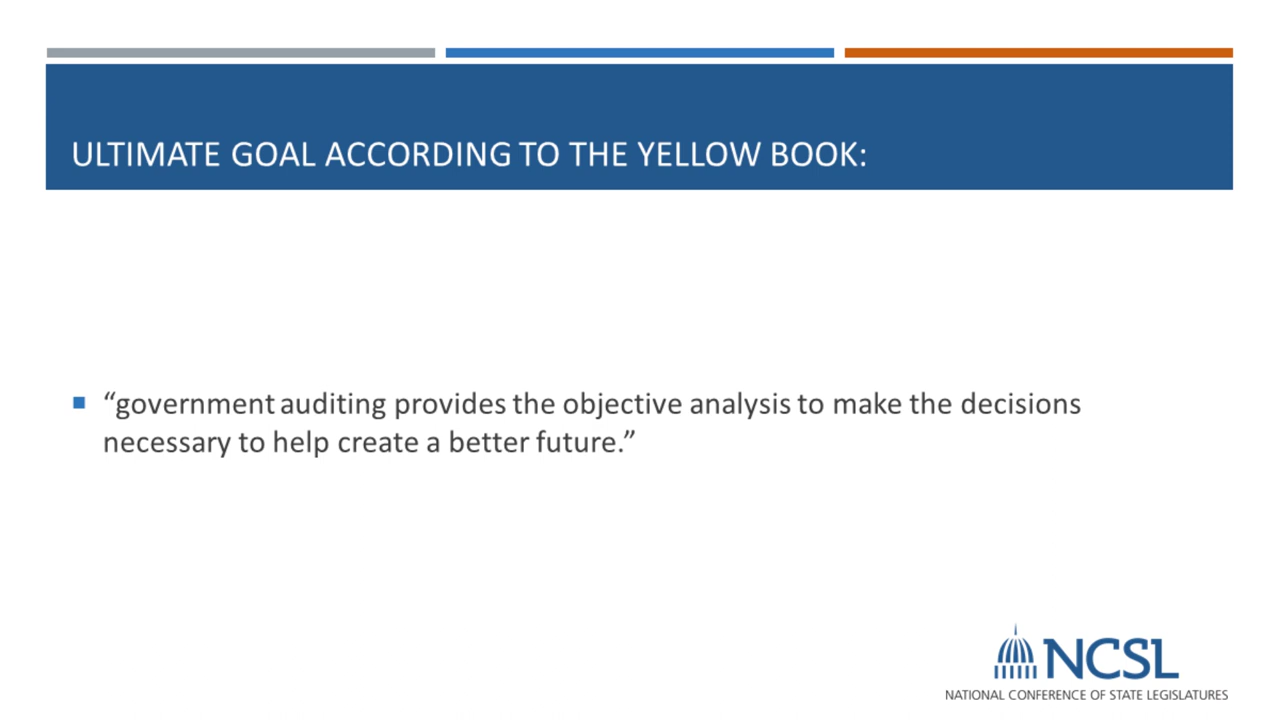 ULTIMATE GOAL ACCORDING TO THE YELLOW BOOK:
“government auditing provides the objective analysis to make the decisions
necessary to help create a better future.”
NCSL
NATIONAL CONFERENCE OF STATE LEGISLATURES